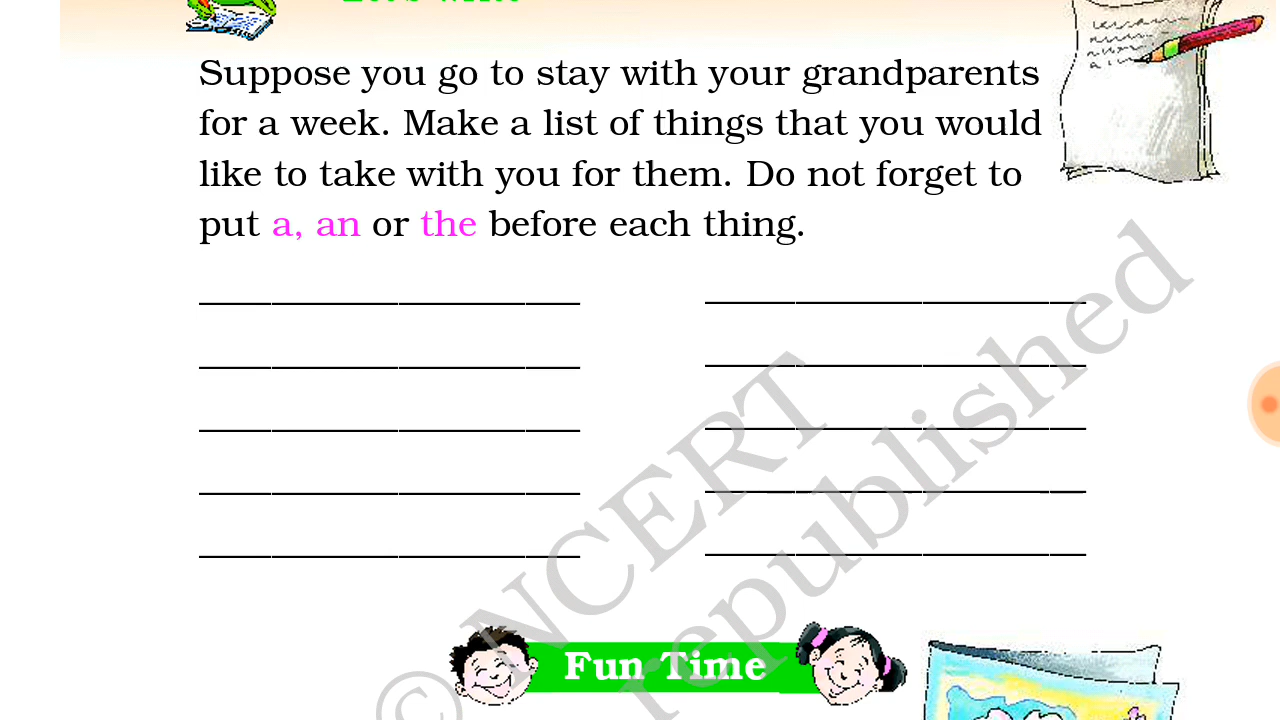 Suppose you go to stay with your grandparents
for a week. Make a list of things that you would
like to take with you for them. Do not forget to
put a, an or the before each thing.
© NCERT
republished
Fun Time